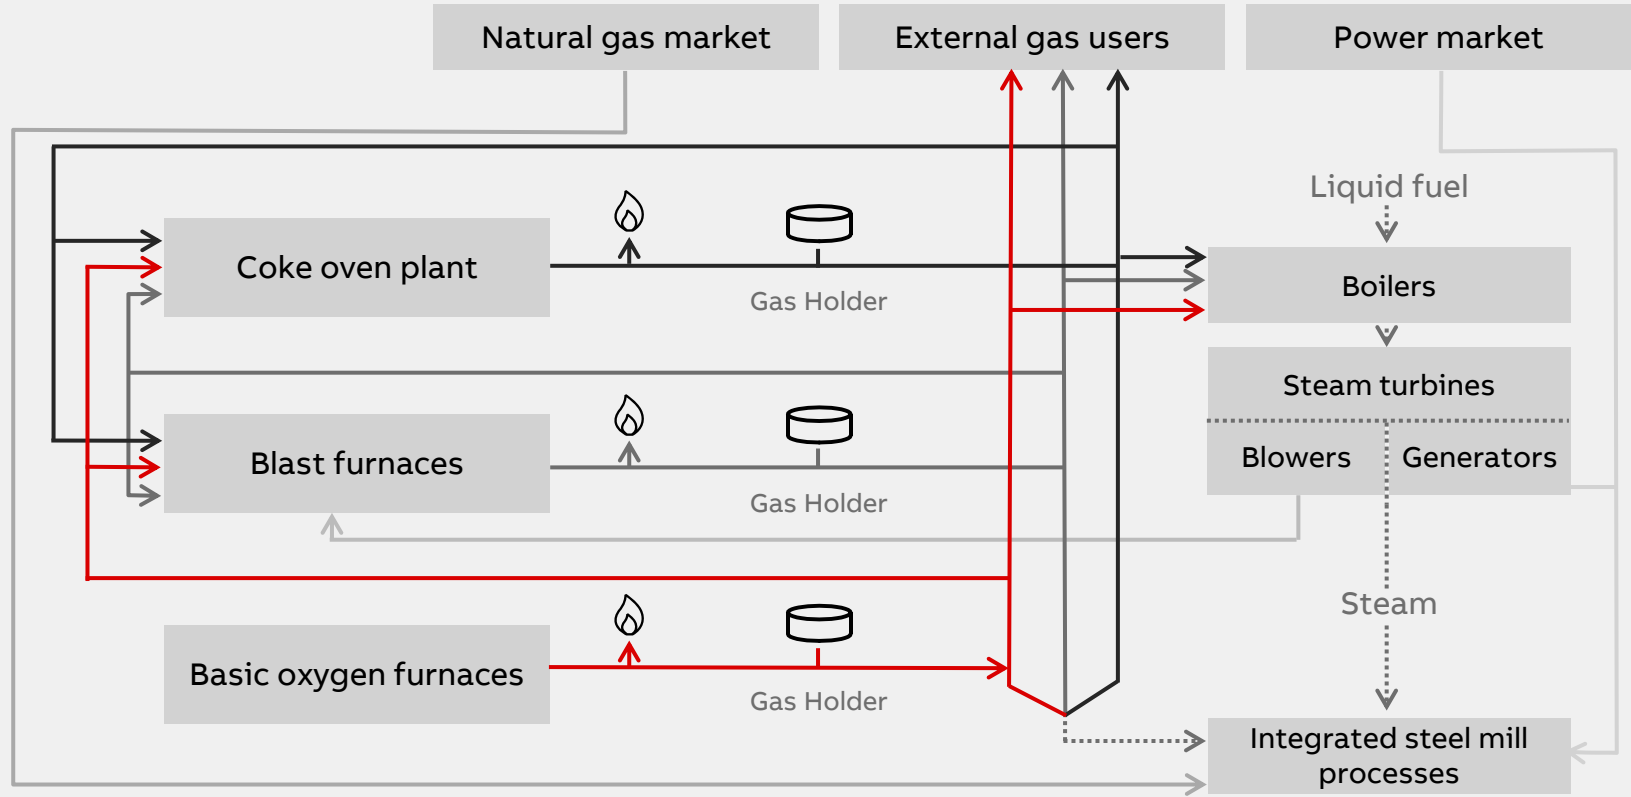 Natural gas market
External gas users
Power market
Liquid fuel
Coke oven plant
Gas Holder
Boilers
Steam turbines
Blowers
Generators
Blast furnaces
Gas Holder
Steam
Basic oxygen furnaces
Gas Holder
Integrated steel mill
processes